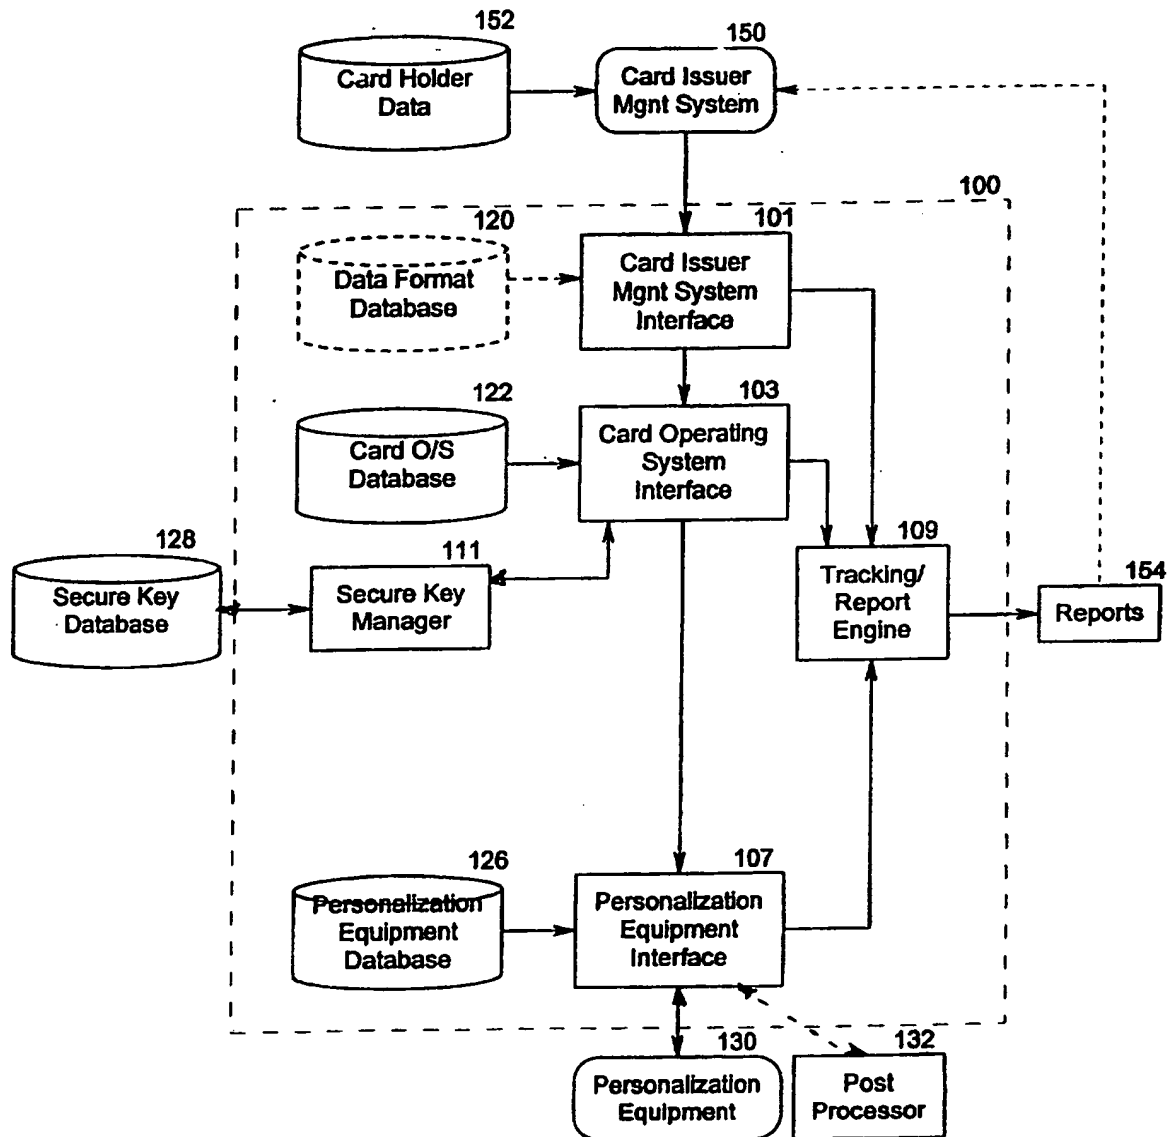 152
Card Holder
Data
150
Card Issuer
Mgnt System
100
120
Data Format
Database
101
Card Issuer
Mgnt System
Interface
122
Card O/S
Database
103
Card Operating
System
Interface
128
Secure Key
Database
111
Secure Key
Manager
109
Tracking/
Report
Engine
154
Reports
126
Personalization
Equipment
Database
107
Personalization
Equipment
Interface
130
Personalization
Equipment
132
Post
Processor